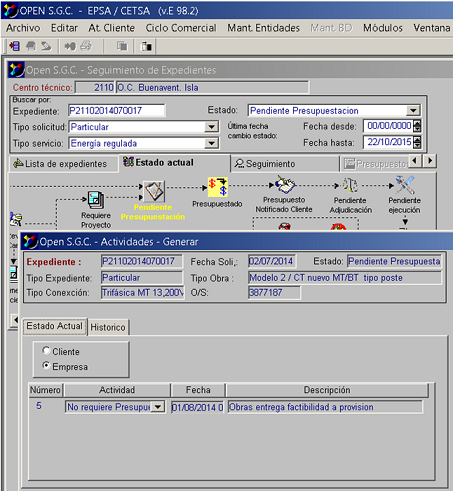 OPEN S.G.C. - EPSA / CETSA (v.E 98.2)
Archivo Editar At. Cliente Ciclo Comercial Mant. Entidades Mant. BD Módulos Ventana
Open S.G.C. - Seguimiento de Expedientes
Centro técnico: 2110 O.C. Buenavent. Isla
Buscar por:
Expediente: P21102014070017 Estado: Pendiente Presupuestacion
Tipo solicitud: Particular Última fecha cambio estado: Fecha desde: 00/00/0000
Tipo servicio: Energía regulada Fecha hasta: 22/10/2015
Lista de expedientes Estado actual Seguimiento Presupuesto
Requiere Proyecto
Pendiente Presupuestación
Presupuestado
Presupuesto Notificado Cliente
Pendiente Adjudicación
Pendiente ejecución
Open S.G.C. - Actividades - Generar
Expediente : P21102014070017 Fecha Soli,: 02/07/2014 Estado: Pendiente Presupuesta
Tipo Expediente: Particular Tipo Obra : Modelo 2 / CT nuevo MT/BT tipo poste
Tipo Conexción: Trifásica MT 13,200V O/S: 3877187
Estado Actual Historico
Cliente
Empresa
Número Actividad Fecha Descripción
5 No requiere Presupu 01/08/2014 0 Obras entrega factibilidad a provision